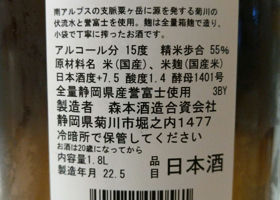 南アルプスの支脈粟ヶ岳に源を発する菊川の
伏流水と誉富士を使用。麹は全量箱麹で造り、
小袋で丁寧に搾ったお酒です。
アルコール分 15度 精米歩合 55%
原材料名 米(国産)、米麹(国産米)
日本酒度+7.5 酸度1.4 酵母1401号
全量静岡県産誉富士使用 3BY
製造者 森本酒造合資会社
静岡県菊川市堀之内1477
冷暗所で保管してください
お酒は20歳になってから
内容量1.8L
製造年月 22.5
品目 日本酒